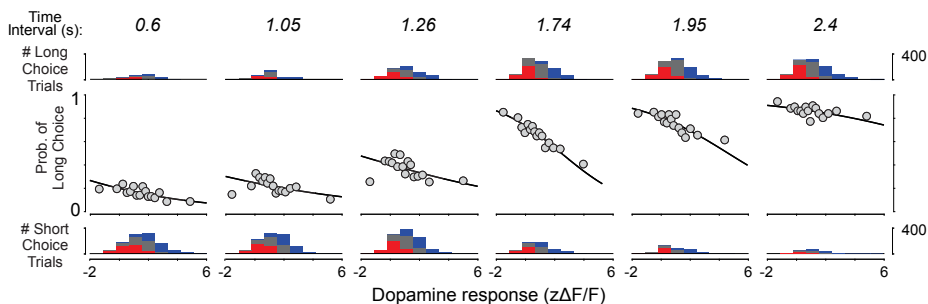 Time
Interval (s):
0.6 1.05 1.26 1.74 1.95 2.4
# Long
Choice
Trials
400
Prob. of
Long Choice
1
0
# Short
Choice
Trials
400
-2 6 -2 6 -2 6 -2 6 -2 6 -2 6
Dopamine response (zΔF/F)